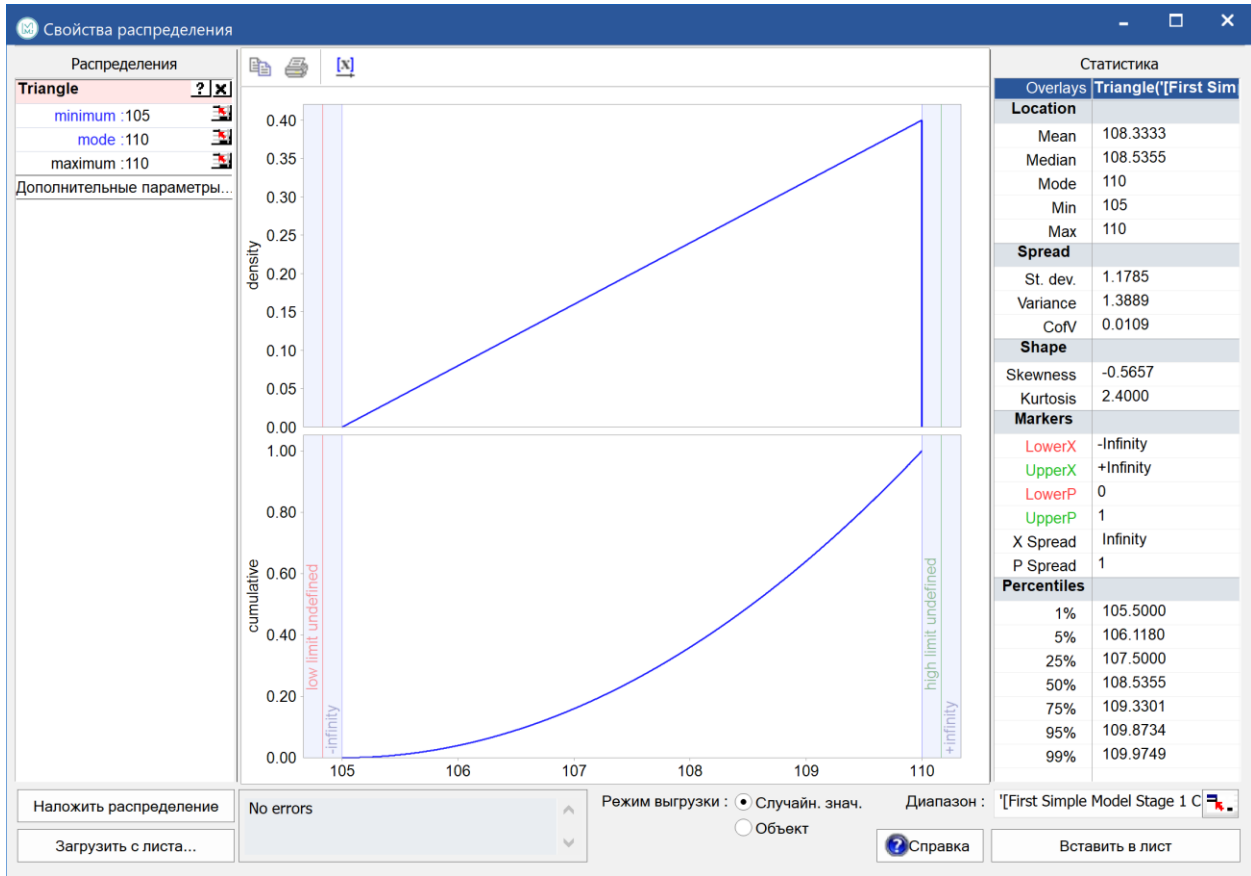 Свойства распределения
Распределения
Triangle
minimum :105
mode :110
maximum :110
Дополнительные параметры...
[x]
density
0.40
0.35
0.30
0.25
0.20
0.15
0.10
0.05
0.00
cumulative
1.00
0.80
0.60
0.40
0.20
0.00
low limit undefined
-infinity
high limit undefined
+infinity
105 106 107 108 109 110
Статистика
Overlays Triangle('[First Sim
Location
Mean 108.3333
Median 108.5355
Mode 110
Min 105
Max 110
Spread
St. dev. 1.1785
Variance 1.3889
CofV 0.0109
Shape
Skewness -0.5657
Kurtosis 2.4000
Markers
LowerX -Infinity
UpperX +Infinity
LowerP 0
UpperP 1
X Spread Infinity
P Spread 1
Percentiles
1% 105.5000
5% 106.1180
25% 107.5000
50% 108.5355
75% 109.3301
95% 109.8734
99% 109.9749
Наложить распределение
Загрузить с листа...
No errors
Режим выгрузки : Случайн. знач.
Объект
Диапазон : '[First Simple Model Stage 1 C
Справка
Вставить в лист